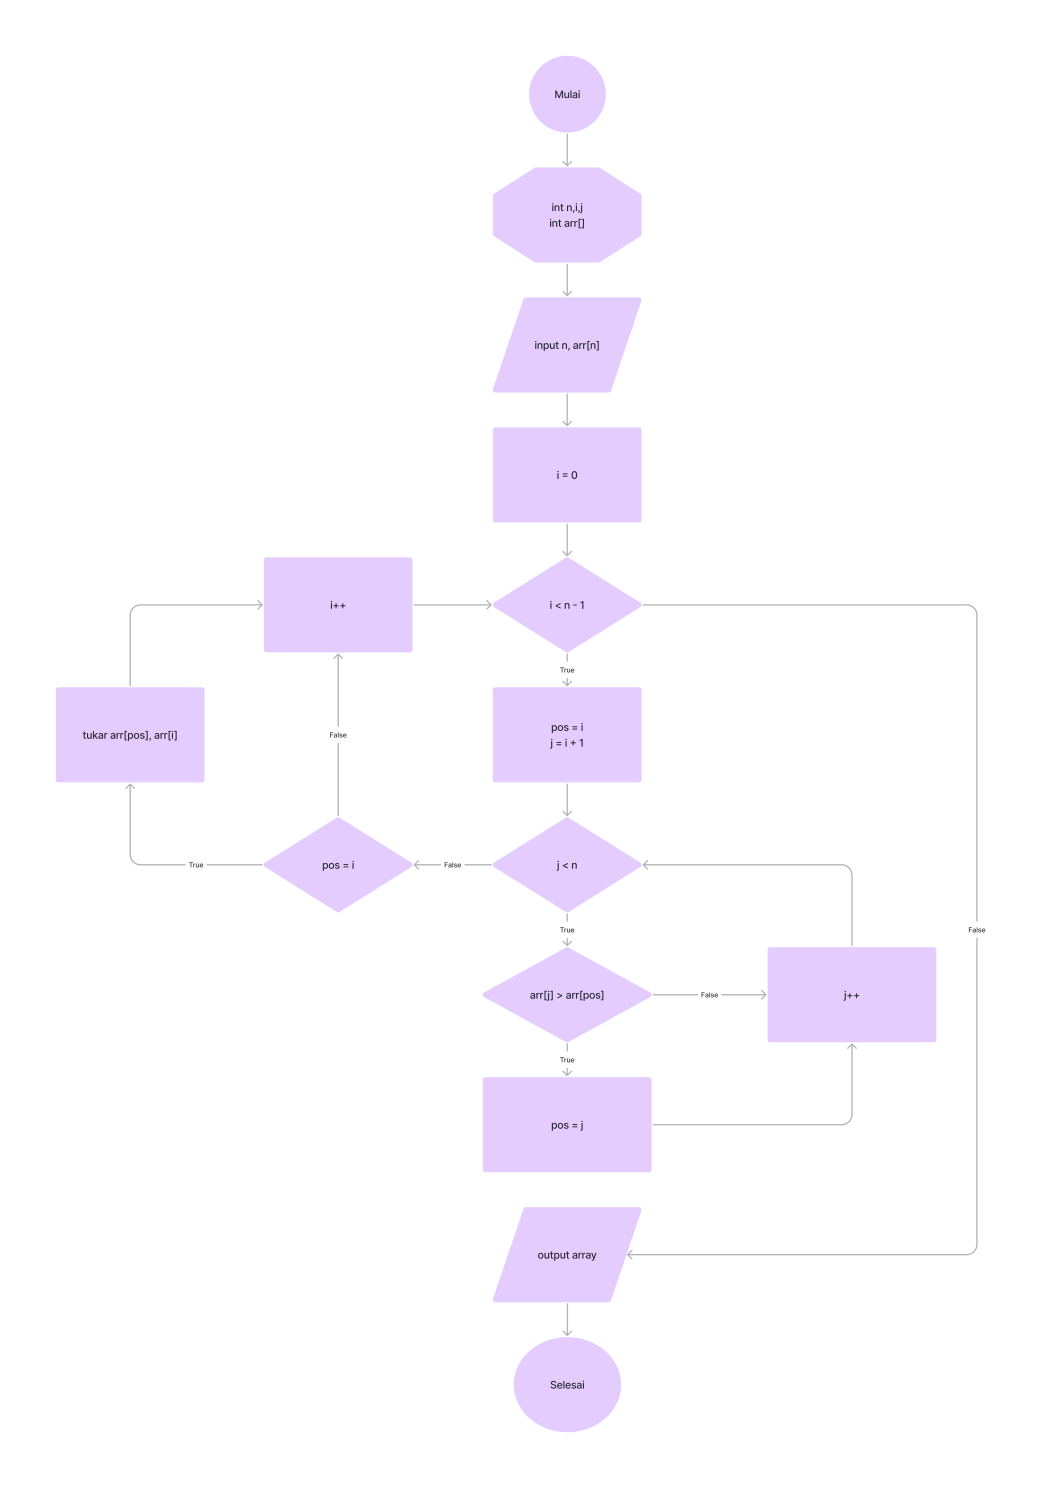 Mulai
int n,i,j
int arr[]
input n, arr[n]
i = 0
i++
i < n - 1
True
tukar arr[pos], arr[i]
False
pos = i
j = i + 1
True
pos = i
False
j < n
True
False
arr[j] > arr[pos]
False
j++
True
pos = j
output array
Selesai